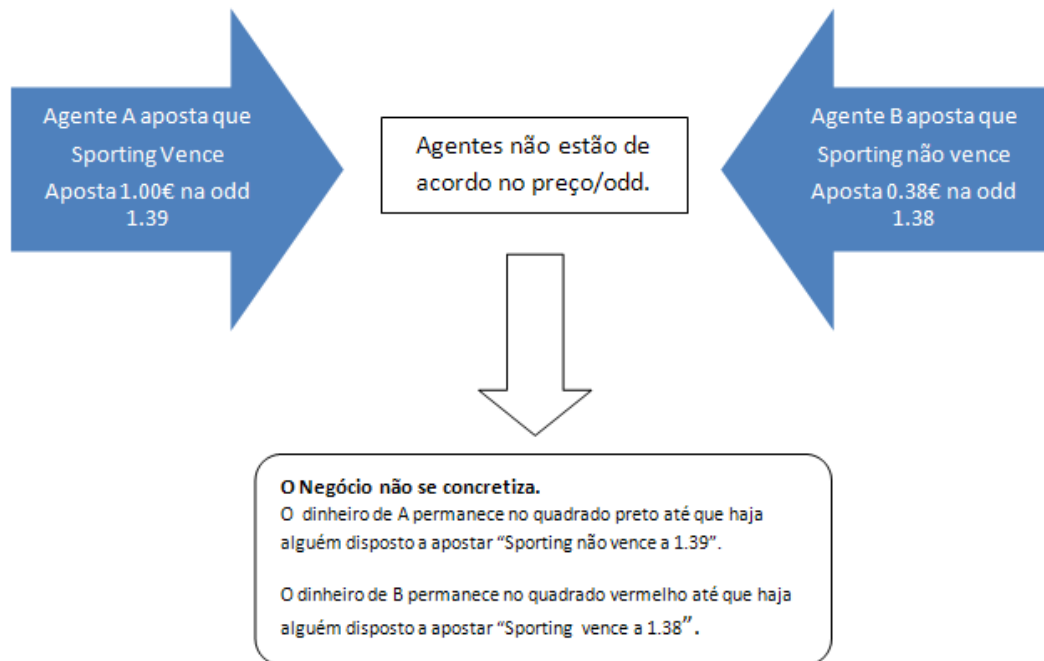 Agente A aposta que
Sporting Vence
Aposta 1.00€ na odd
1.39
Agentes não estão de
acordo no preço/odd.
Agente B aposta que
Sporting não vence
Aposta 0.38€ na odd
1.38
O Negócio não se concretiza.
O dinheiro de A permanece no quadrado preto até que haja
alguém disposto a apostar “Sporting não vence a 1.39”.
O dinheiro de B permanece no quadrado vermelho até que haja
alguém disposto a apostar “Sporting vence a 1.38”.